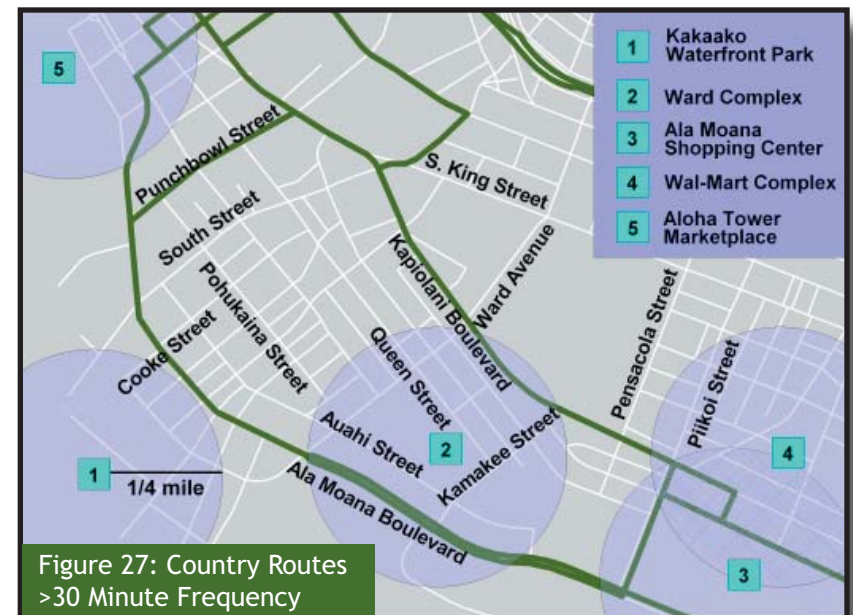 1 Kakaako
Waterfront Park
2 Ward Complex
3 Ala Moana
Shopping Center
4 Wal-Mart Complex
5 Aloha Tower
Marketplace
5
Punchbowl Street
South Street
S. King Street
Kapiolani Boulevard
Ward Avenue
Pohukaina Street
Cooke Street
Queen Street
Pensacola Street
Piikoi Street
Auahi Street
2
Kamakee Street
4
1
1/4 mile
Ala Moana Boulevard
3
Figure 27: Country Routes
>30 Minute Frequency